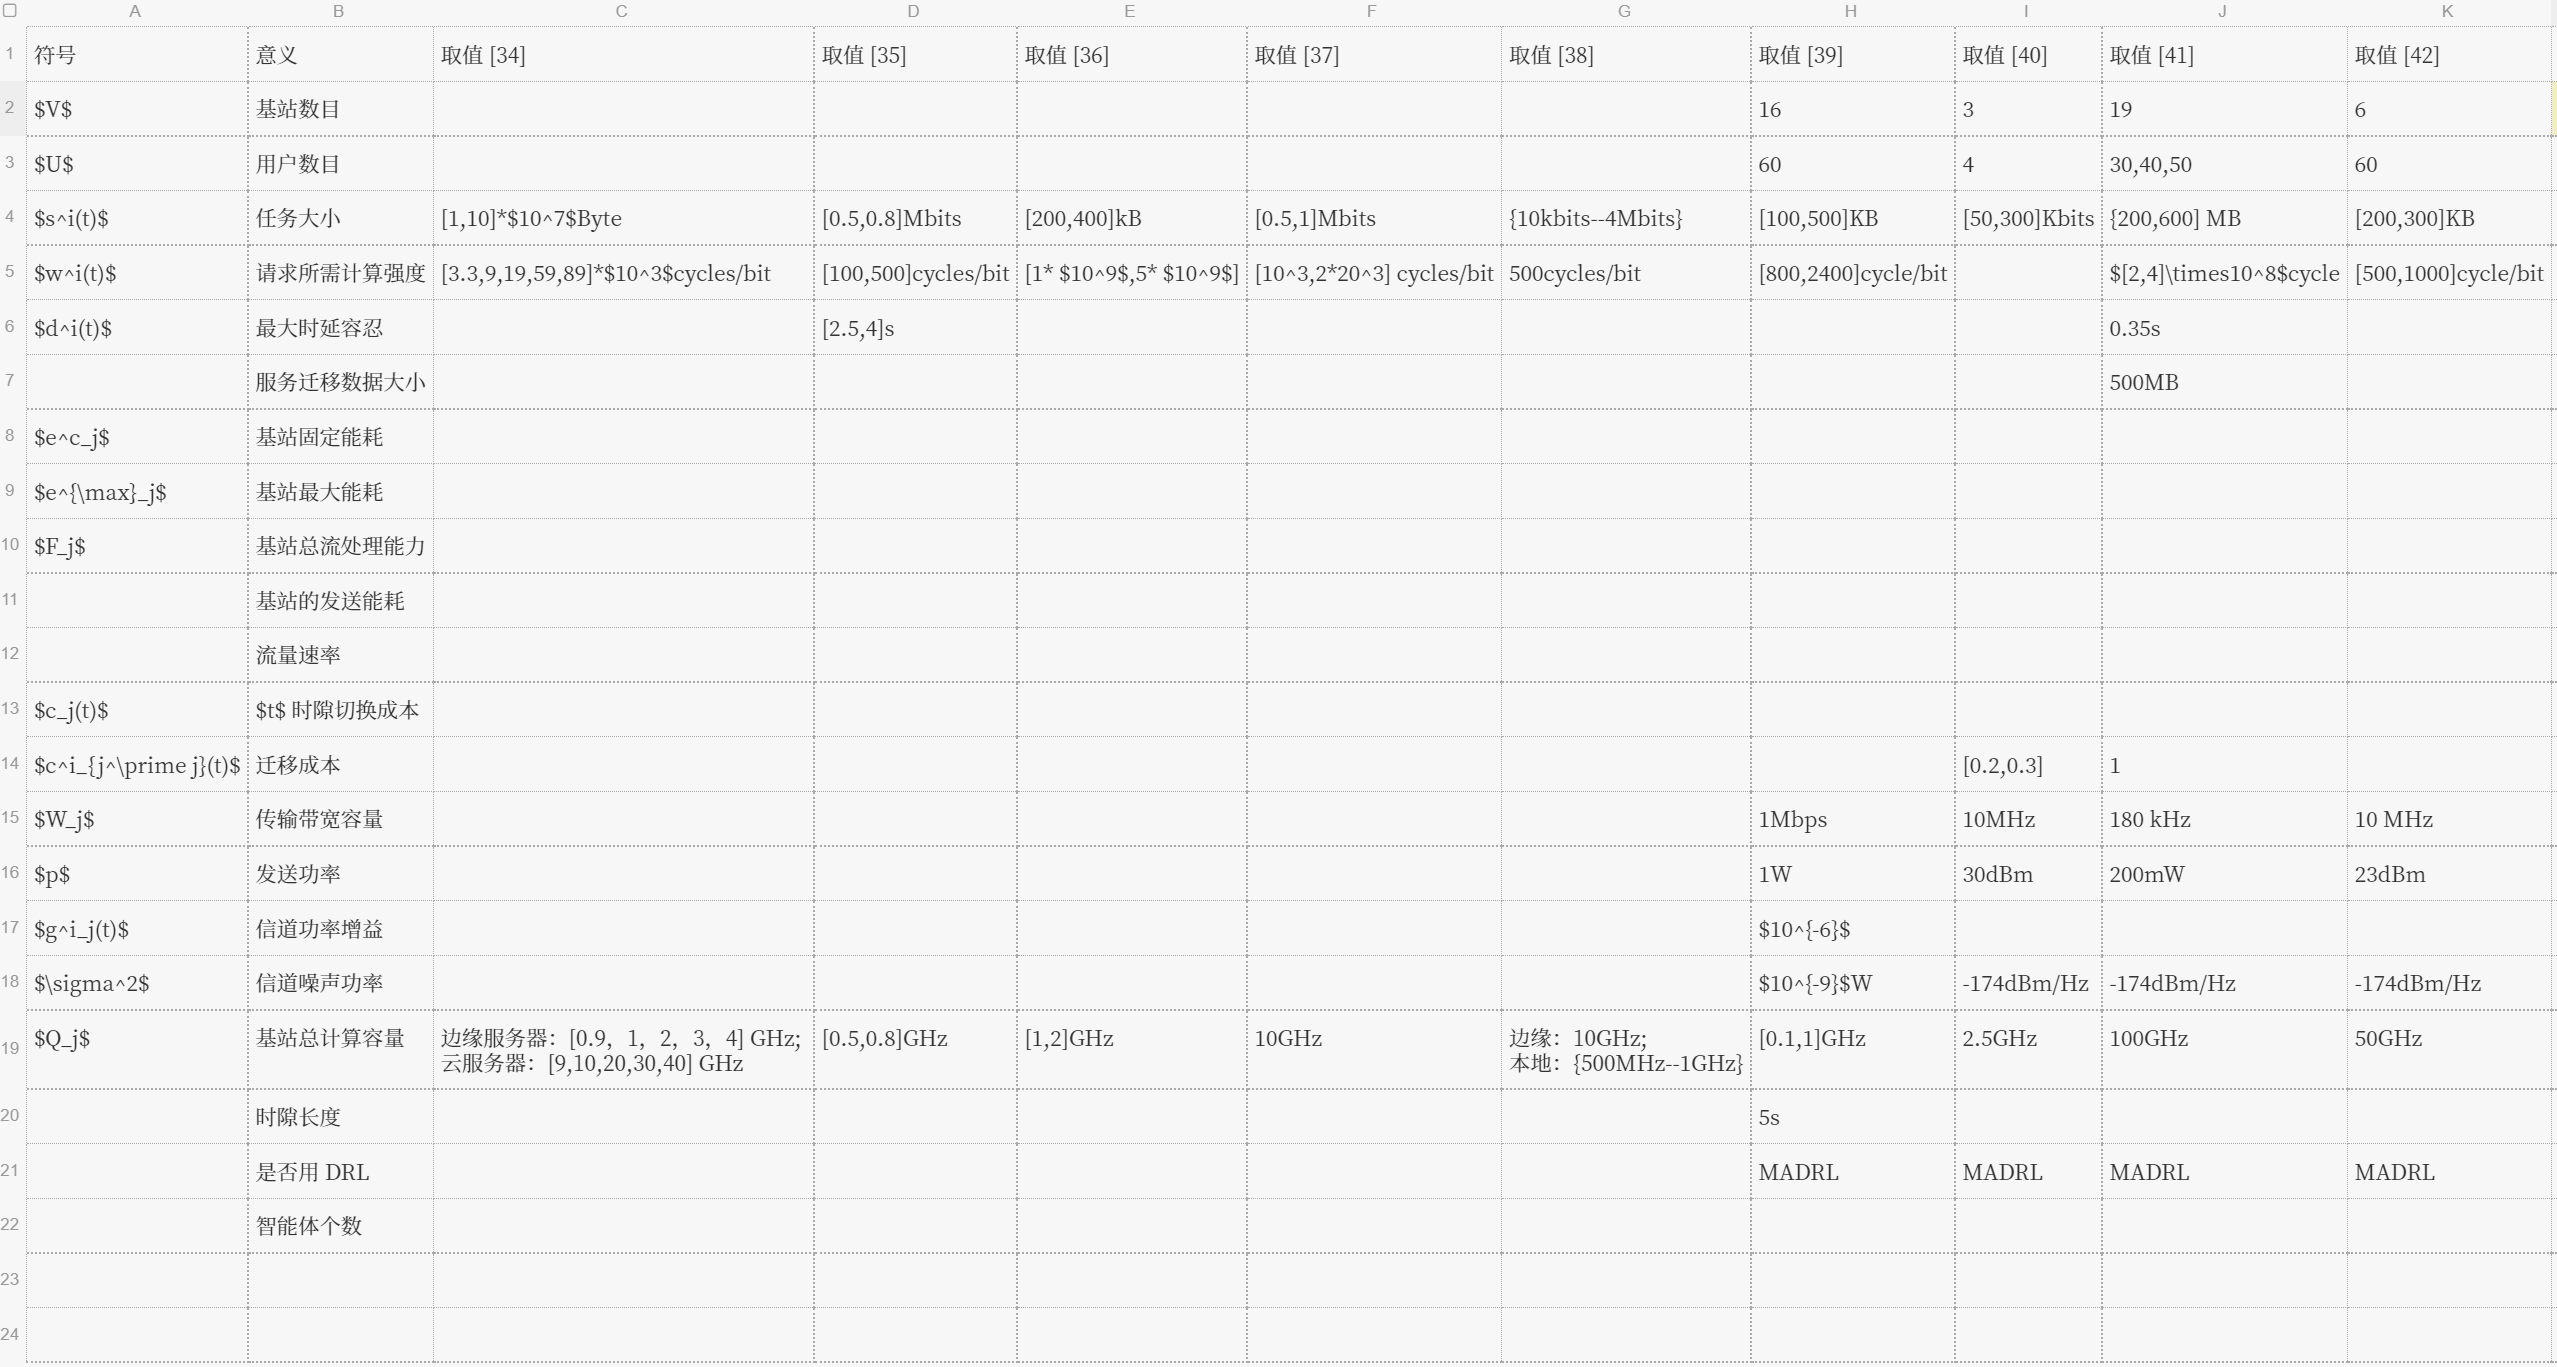 A B C D E F G H I J K
1 符号 意义 取值 [34] 取值 [35] 取值 [36] 取值 [37] 取值 [38] 取值 [39] 取值 [40] 取值 [41] 取值 [42]
2 $V$ 基站数目 16 3 19 6
3 $U$ 用户数目 60 4 30,40,50 60
4 $s^i(t)$ 任务大小 [1,10]*$10^7$Byte [0.5,0.8]Mbits [200,400]kB [0.5,1]Mbits {10kbits--4Mbits} [100,500]KB [50,300]Kbits {200,600] MB [200,300]KB
5 $w^i(t)$ 请求所需计算强度 [3.3,9,19,59,89]*$10^3$cycles/bit [100,500]cycles/bit [1* $10^9$,5* $10^9$] [10^3,2*20^3] cycles/bit 500cycles/bit [800,2400]cycle/bit $[2,4]\times10^8$cycle [500,1000]cycle/bit
6 $d^i(t)$ 最大时延容忍 [2.5,4]s 0.35s
7 服务迁移数据大小 500MB
8 $e^c_j$ 基站固定能耗
9 $e^{\max}_j$ 基站最大能耗
10 $F_j$ 基站总流处理能力
11 基站的发送能耗
12 流量速率
13 $c_j(t)$ $t$ 时隙切换成本
14 $c^i_{j^\prime j}(t)$ 迁移成本 [0.2,0.3] 1
15 $W_j$ 传输带宽容量 1Mbps 10MHz 180 kHz 10 MHz
16 $p$ 发送功率 1W 30dBm 200mW 23dBm
17 $g^i_j(t)$ 信道功率增益 $10^{-6}$
18 $\sigma^2$ 信道噪声功率 $10^{-9}$W -174dBm/Hz -174dBm/Hz -174dBm/Hz
19 $Q_j$ 基站总计算容量 边缘服务器：[0.9，1，2，3，4] GHz; [0.5,0.8]GHz [1,2]GHz 10GHz 边缘：10GHz; [0.1,1]GHz 2.5GHz 100GHz 50GHz
云服务器：[9,10,20,30,40] GHz 本地：{500MHz--1GHz}
20 时隙长度 5s
21 是否用 DRL MADRL MADRL MADRL MADRL
22 智能体个数
23
24